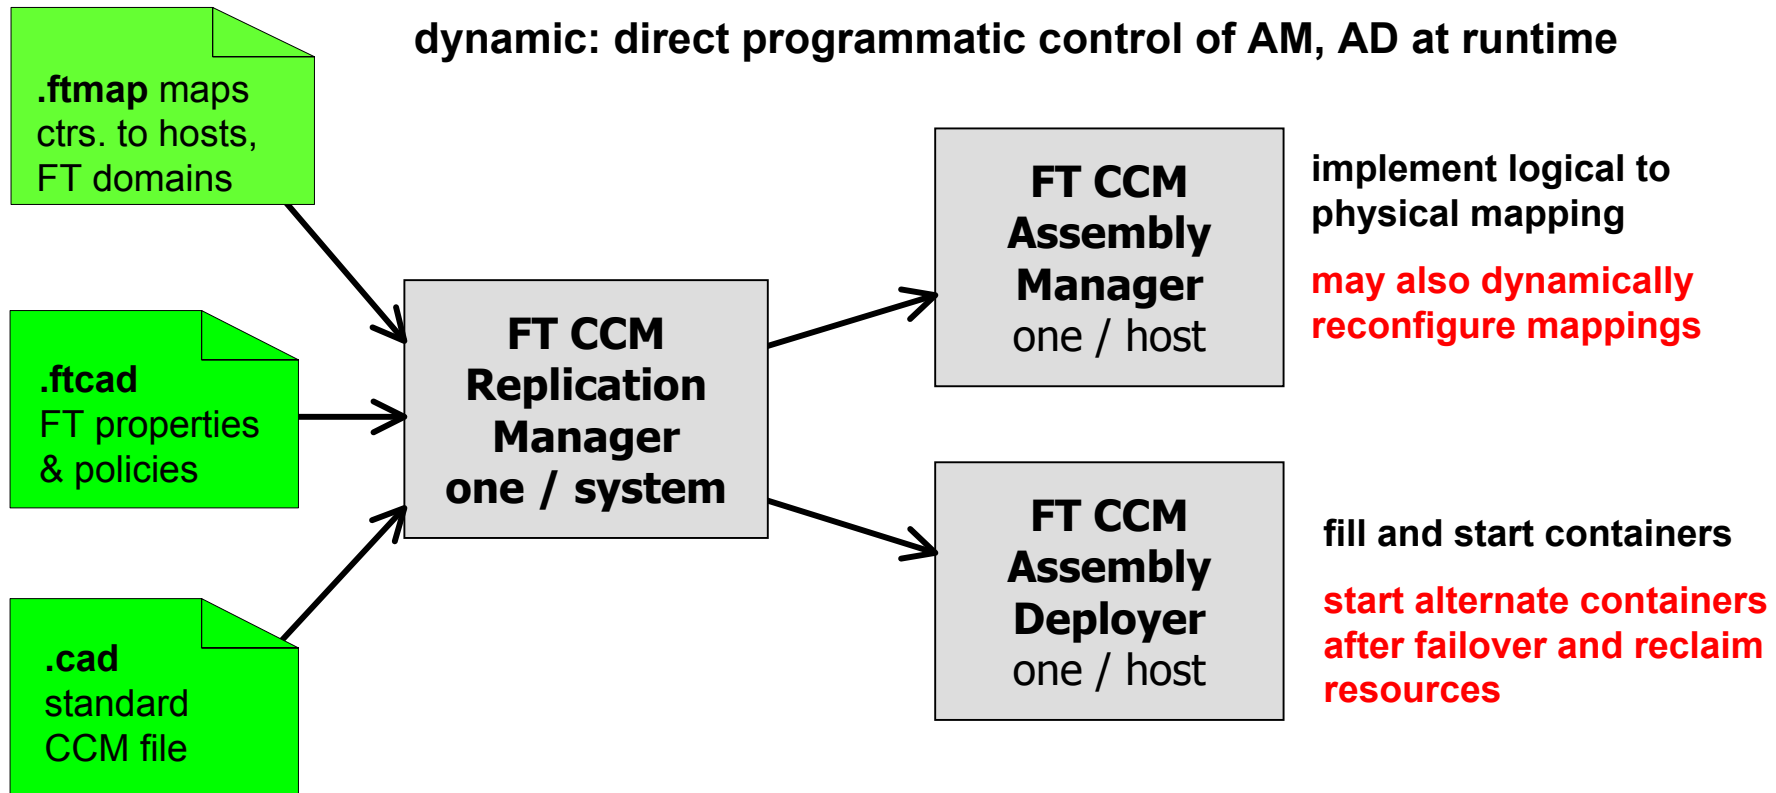 dynamic: direct programmatic control of AM, AD at runtime
.ftmap maps
ctrs. to hosts,
FT domains
.ftcad
FT properties
& policies
.cad
standard
CCM file
FT CCM
Replication
Manager
one / system
FT CCM
Assembly
Manager
one / host
implement logical to
physical mapping
may also dynamically
reconfigure mappings
FT CCM
Assembly
Deployer
one / host
fill and start containers
start alternate containers
after failover and reclaim
resources